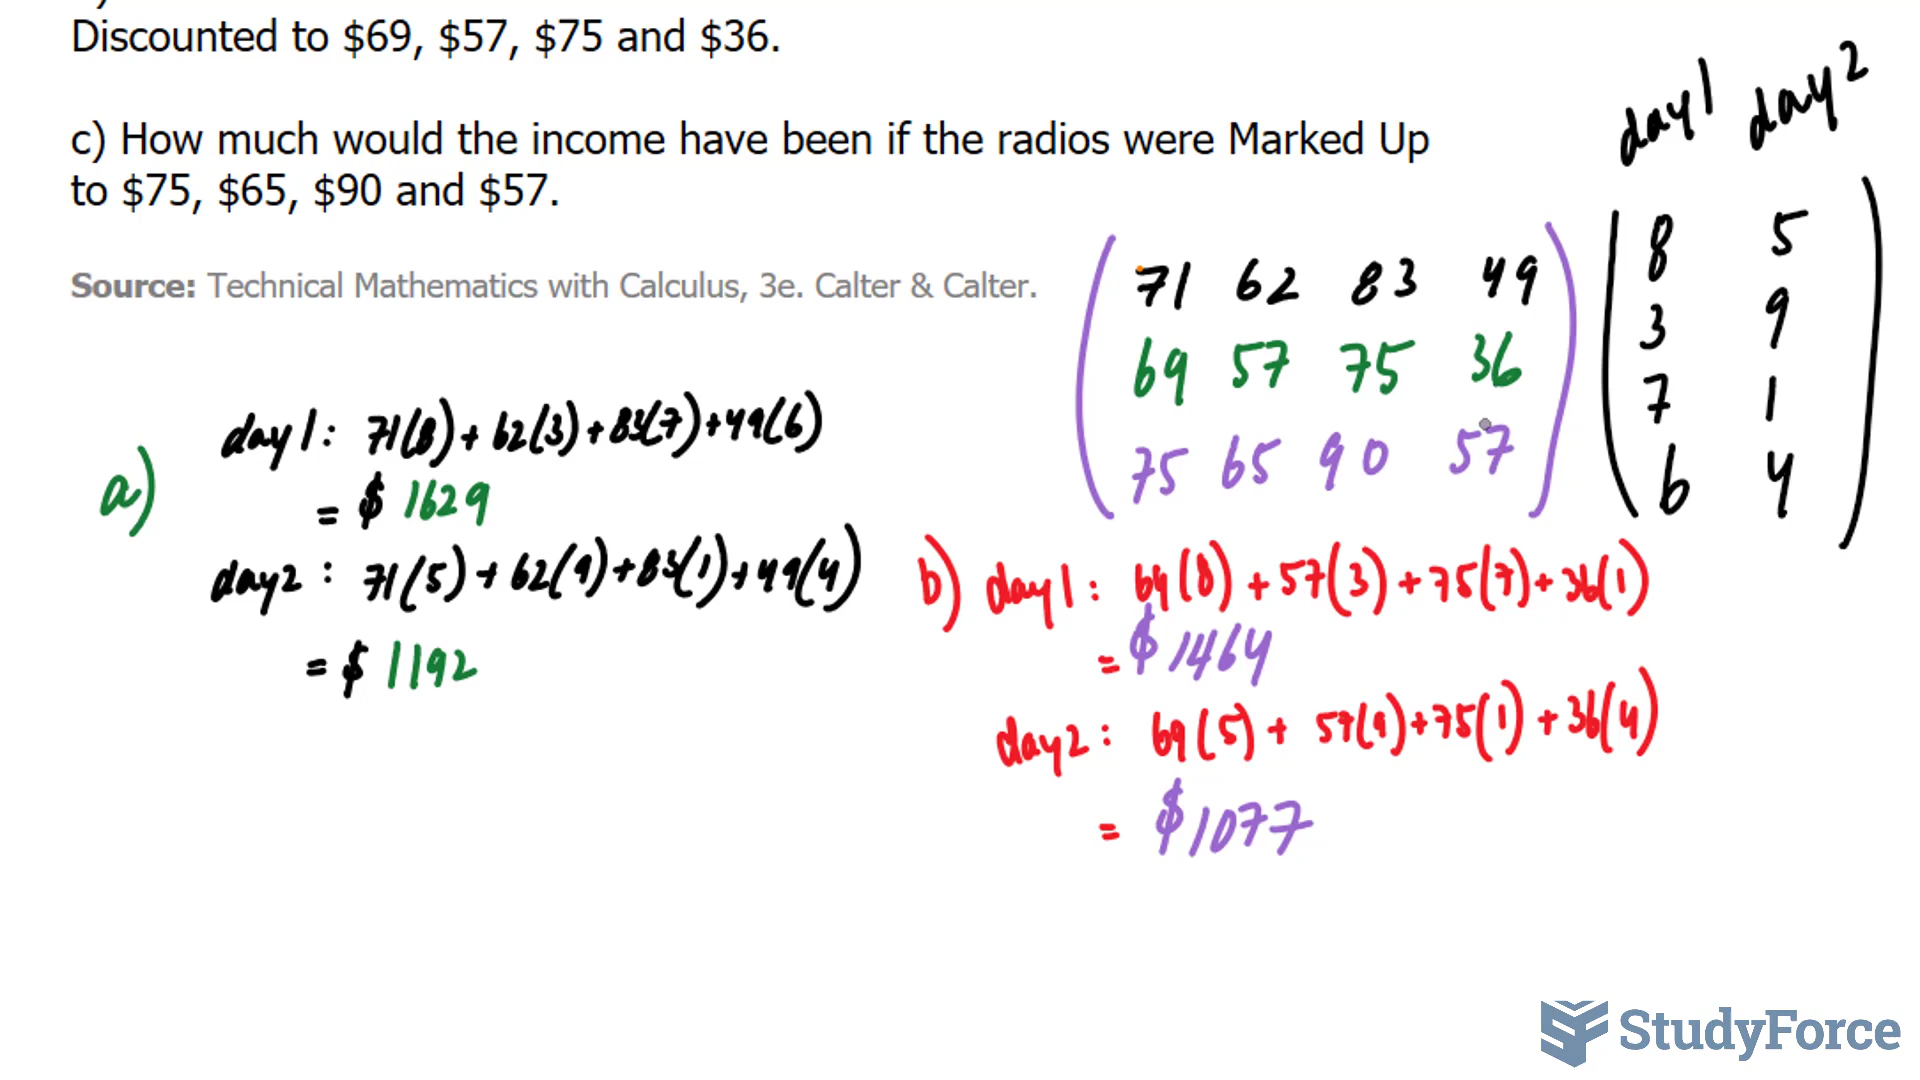 Discounted to $69, $57, $75 and $36.
c) How much would the income have been if the radios were Marked Up
to $75, $65, $90 and $57.
Source: Technical Mathematics with Calculus, 3e. Calter & Calter.
day1 day2
71 62 83 49
69 57 75 36
75 65 90 57
8 5
3 9
7 1
6 4
a)
day1: 71(8)+62(3)+83(7)+49(6)
= $ 1629
day2: 71(5)+62(9)+83(1)+49(4)
= $ 1192
b) day1: 69(8)+57(3)+75(7)+36(1)
= $1464
day2: 69(5)+57(9)+75(1)+36(4)
= $1077
StudyForce